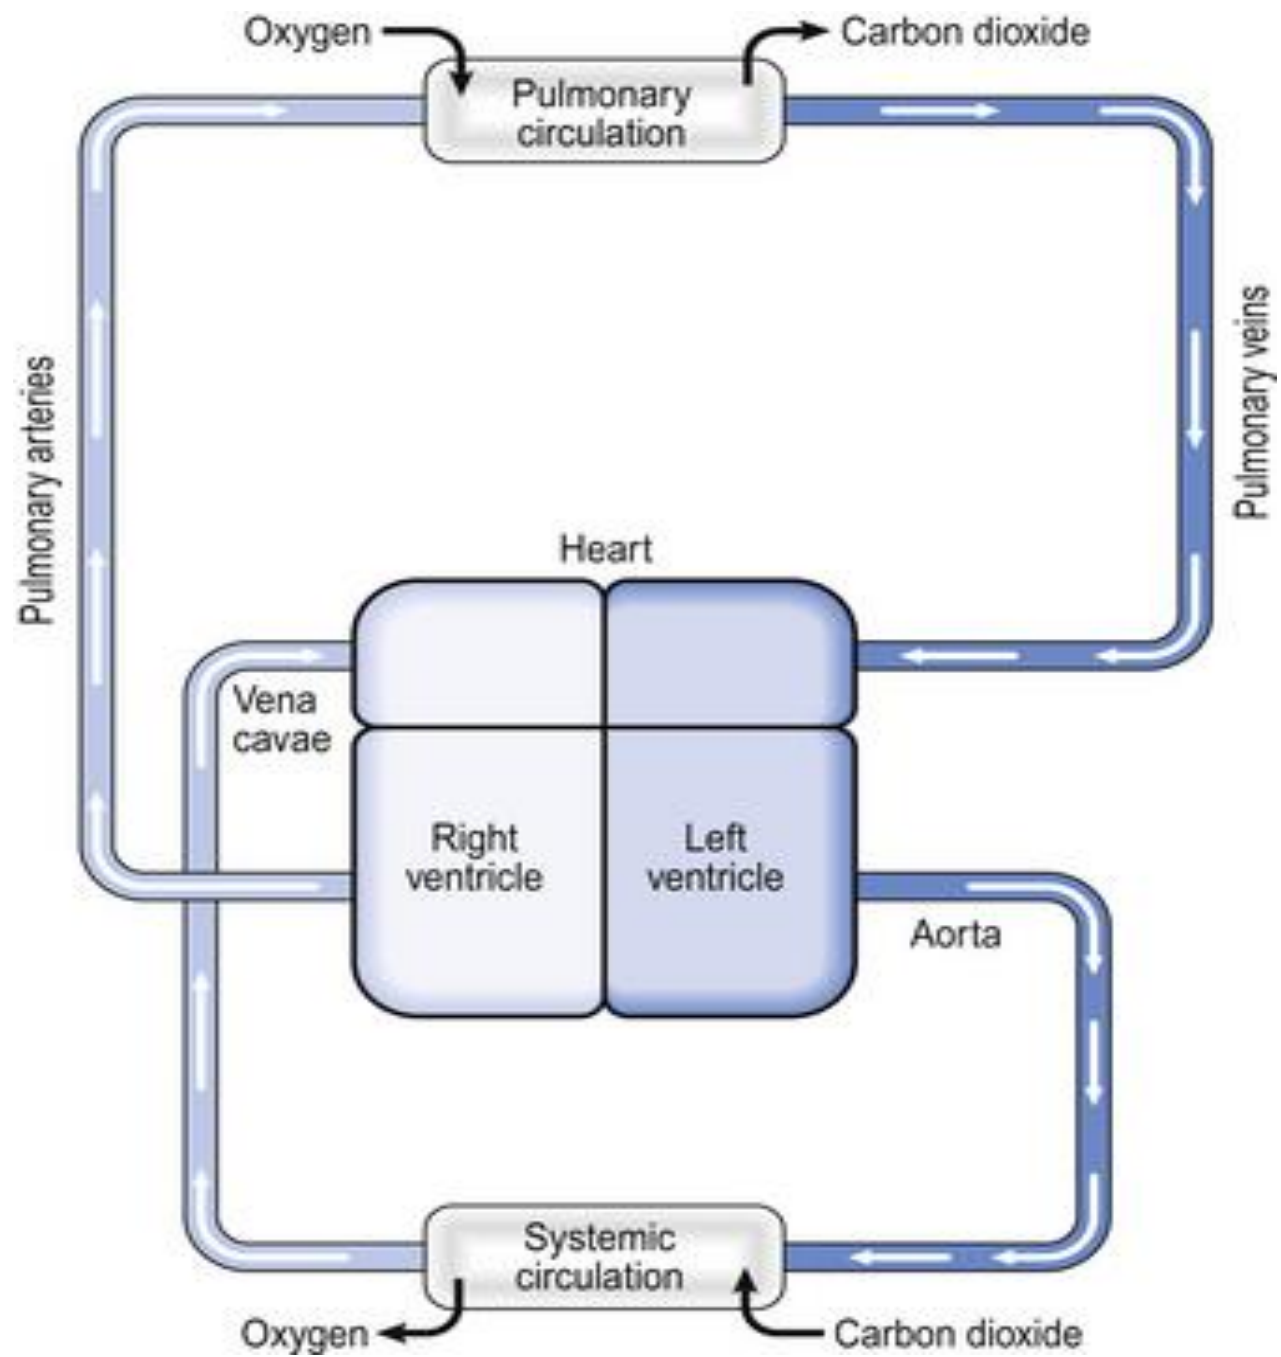 Oxygen
Carbon dioxide
Pulmonary
circulation
Pulmonary arteries
Pulmonary veins
Heart
Vena
cavae
Right
ventricle
Left
ventricle
Aorta
Systemic
circulation
Oxygen
Carbon dioxide